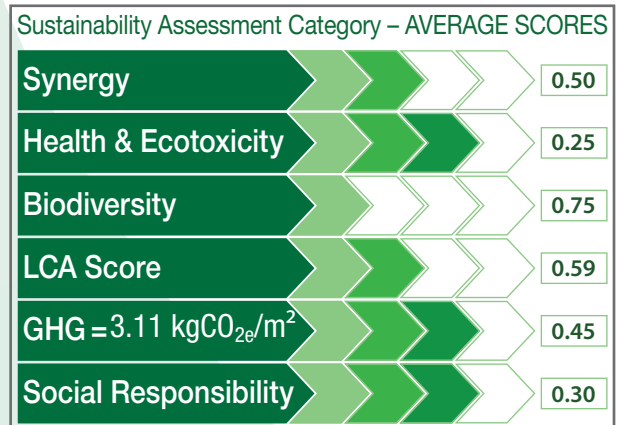 Sustainability Assessment Category – AVERAGE SCORES
Synergy 0.50
Health & Ecotoxicity 0.25
Biodiversity 0.75
LCA Score 0.59
GHG = 3.11 kgCO₂ₑ/m² 0.45
Social Responsibility 0.30